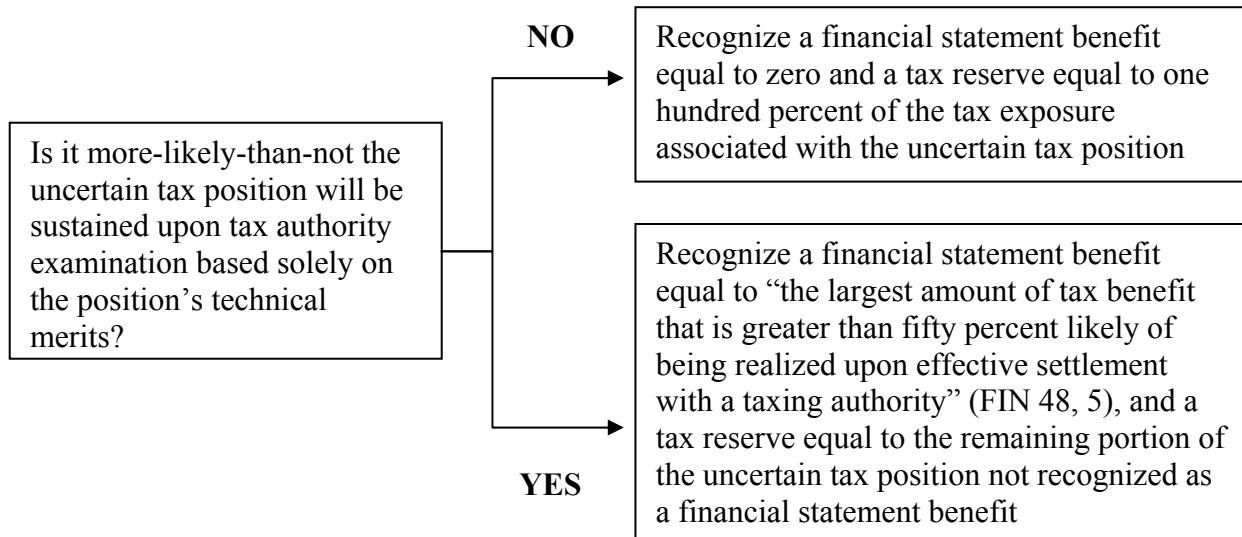 Is it more-likely-than-not the
uncertain tax position will be
sustained upon tax authority
examination based solely on
the position’s technical
merits?
NO
Recognize a financial statement benefit
equal to zero and a tax reserve equal to one
hundred percent of the tax exposure
associated with the uncertain tax position
YES
Recognize a financial statement benefit
equal to “the largest amount of tax benefit
that is greater than fifty percent likely of
being realized upon effective settlement
with a taxing authority” (FIN 48, 5), and a
tax reserve equal to the remaining portion of
the uncertain tax position not recognized as
a financial statement benefit